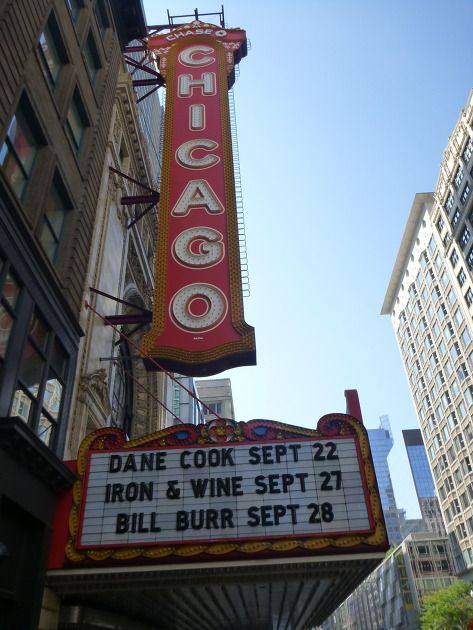 CHASE
CHICAGO
DANE COOK SEPT 22
IRON & WINE SEPT 27
BILL BURR SEPT 28